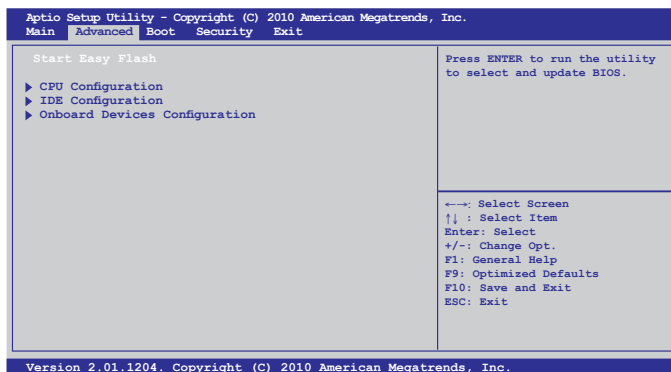 Aptio Setup Utility - Copyright (C) 2010 American Megatrends, Inc.
Main Advanced Boot Security Exit
Start Easy Flash
CPU Configuration
IDE Configuration
Onboard Devices Configuration
Press ENTER to run the utility
to select and update BIOS.
←→: Select Screen
↑↓ : Select Item
Enter: Select
+/-: Change Opt.
F1: General Help
F9: Optimized Defaults
F10: Save and Exit
ESC: Exit
Version 2.01.1204. Copyright (C) 2010 American Megatrends, Inc.